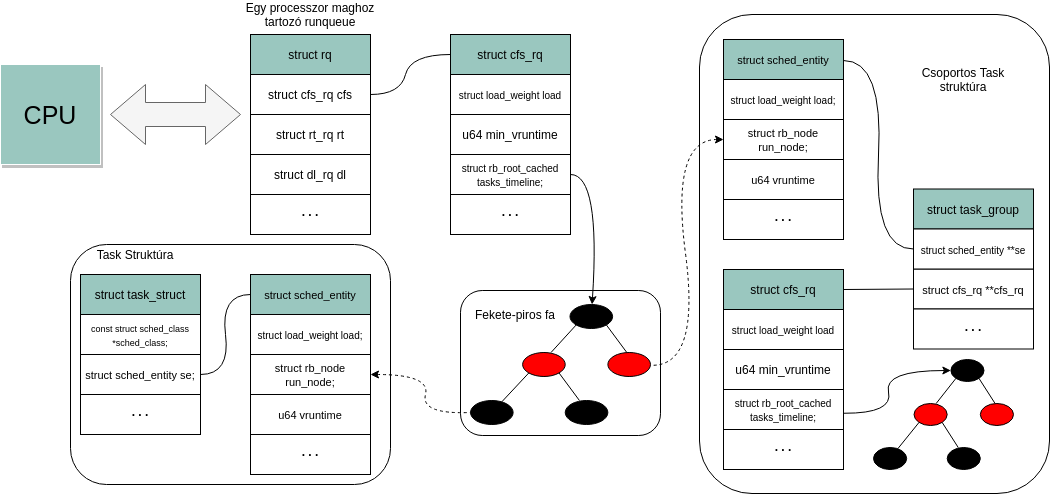 Egy processzor maghoz
tartozó runqueue
CPU
struct rq
struct cfs_rq cfs
struct rt_rq rt
struct dl_rq dl
...
struct cfs_rq
struct load_weight load
u64 min_vruntime
struct rb_root_cached
tasks_timeline;
...
Task Struktúra
struct task_struct
const struct sched_class
*sched_class;
struct sched_entity se;
...
struct sched_entity
struct load_weight load;
struct rb_node
run_node;
u64 vruntime
...
Fekete-piros fa
Csoportos Task
struktúra
struct sched_entity
struct load_weight load;
struct rb_node
run_node;
u64 vruntime
...
struct task_group
struct sched_entity **se
struct cfs_rq **cfs_rq
...
struct cfs_rq
struct load_weight load
u64 min_vruntime
struct rb_root_cached
tasks_timeline;
...